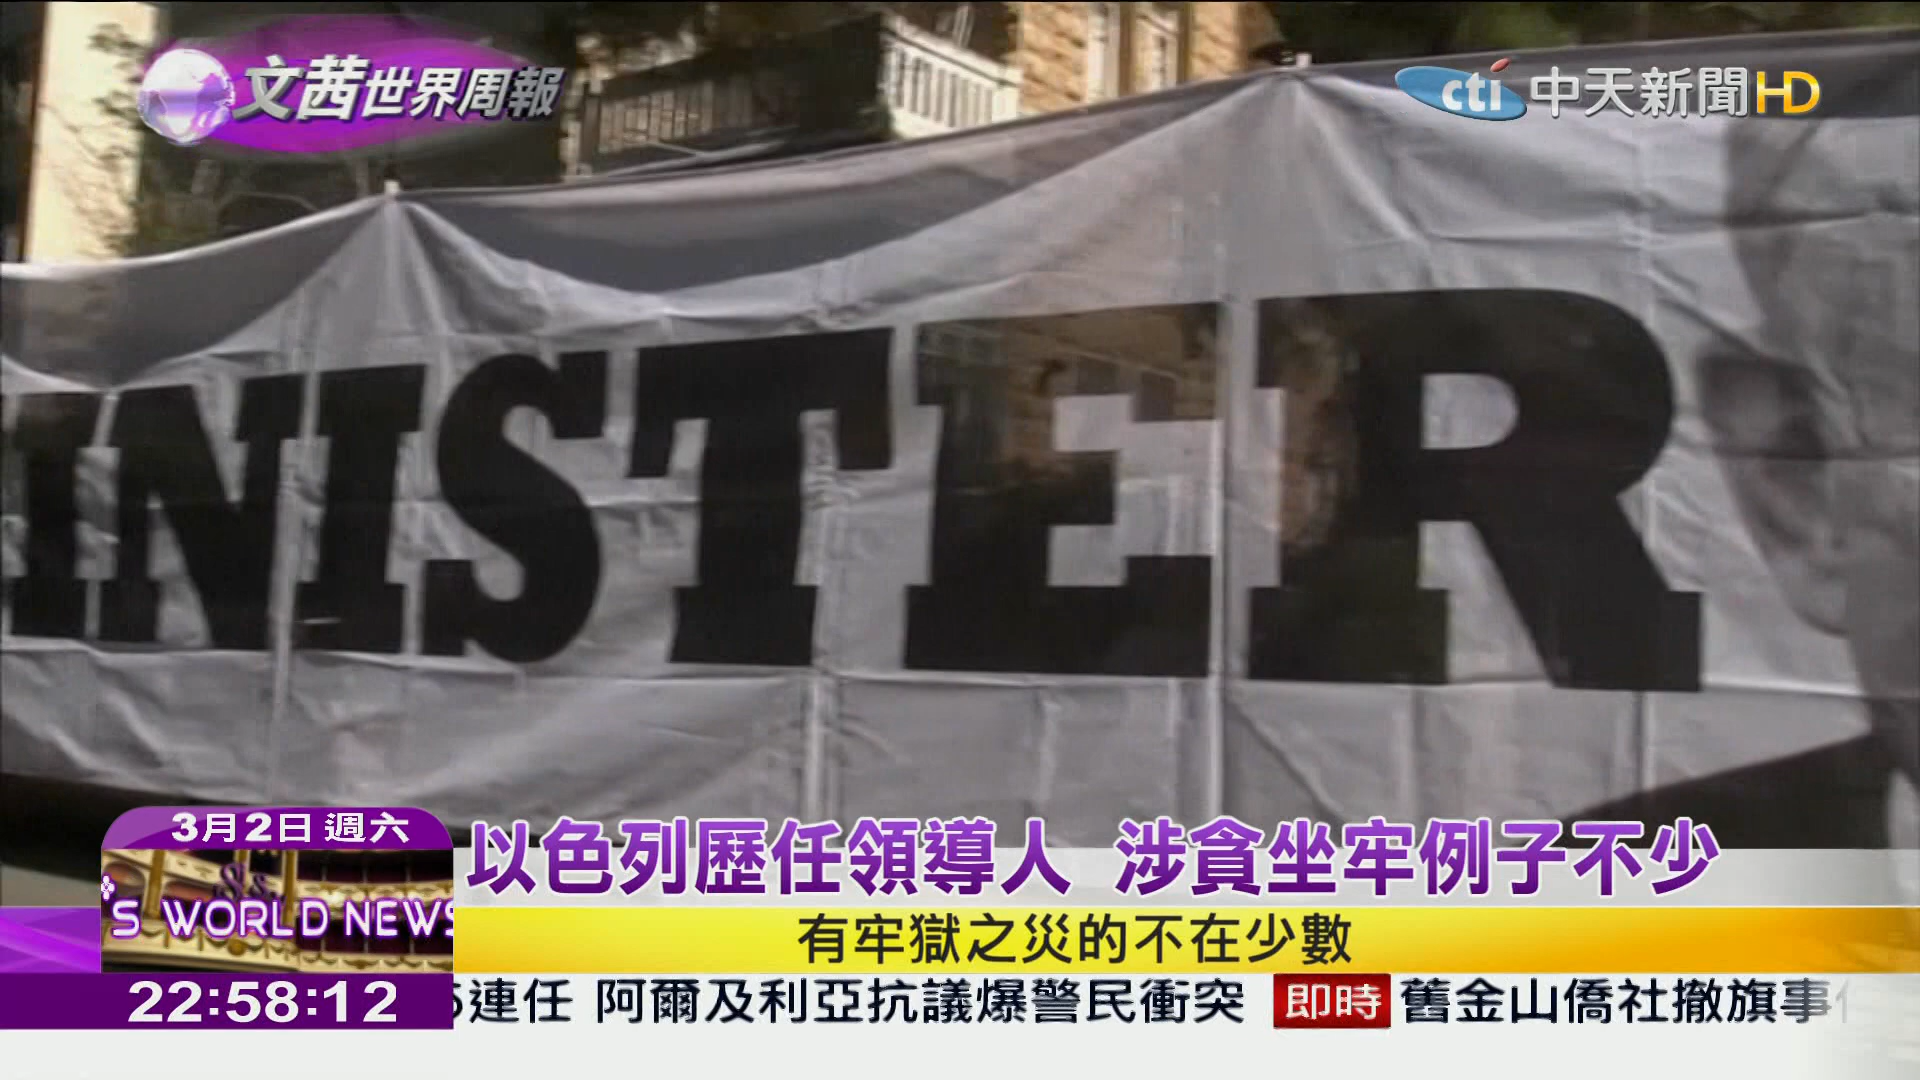 文茜世界周報
cti 中天新聞HD
INISTER
3月2日 週六
以色列歷任領導人 涉貪坐牢例子不少
'S WORLD NEWS
有牢獄之災的不在少數
22:58:12
5連任 阿爾及利亞抗議爆警民衝突 即時 舊金山僑社撤旗事